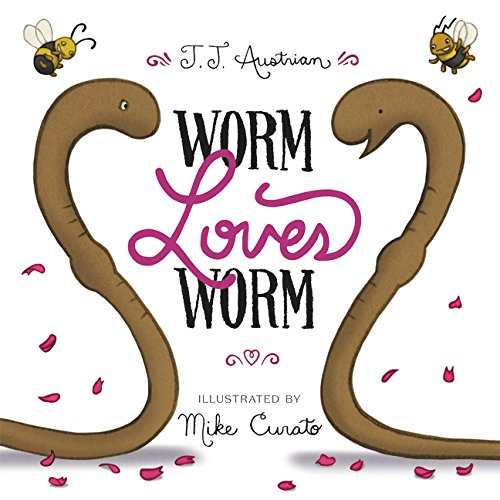 J. J. Austrian
WORM
Loves
WORM
ILLUSTRATED BY
Mike Curato